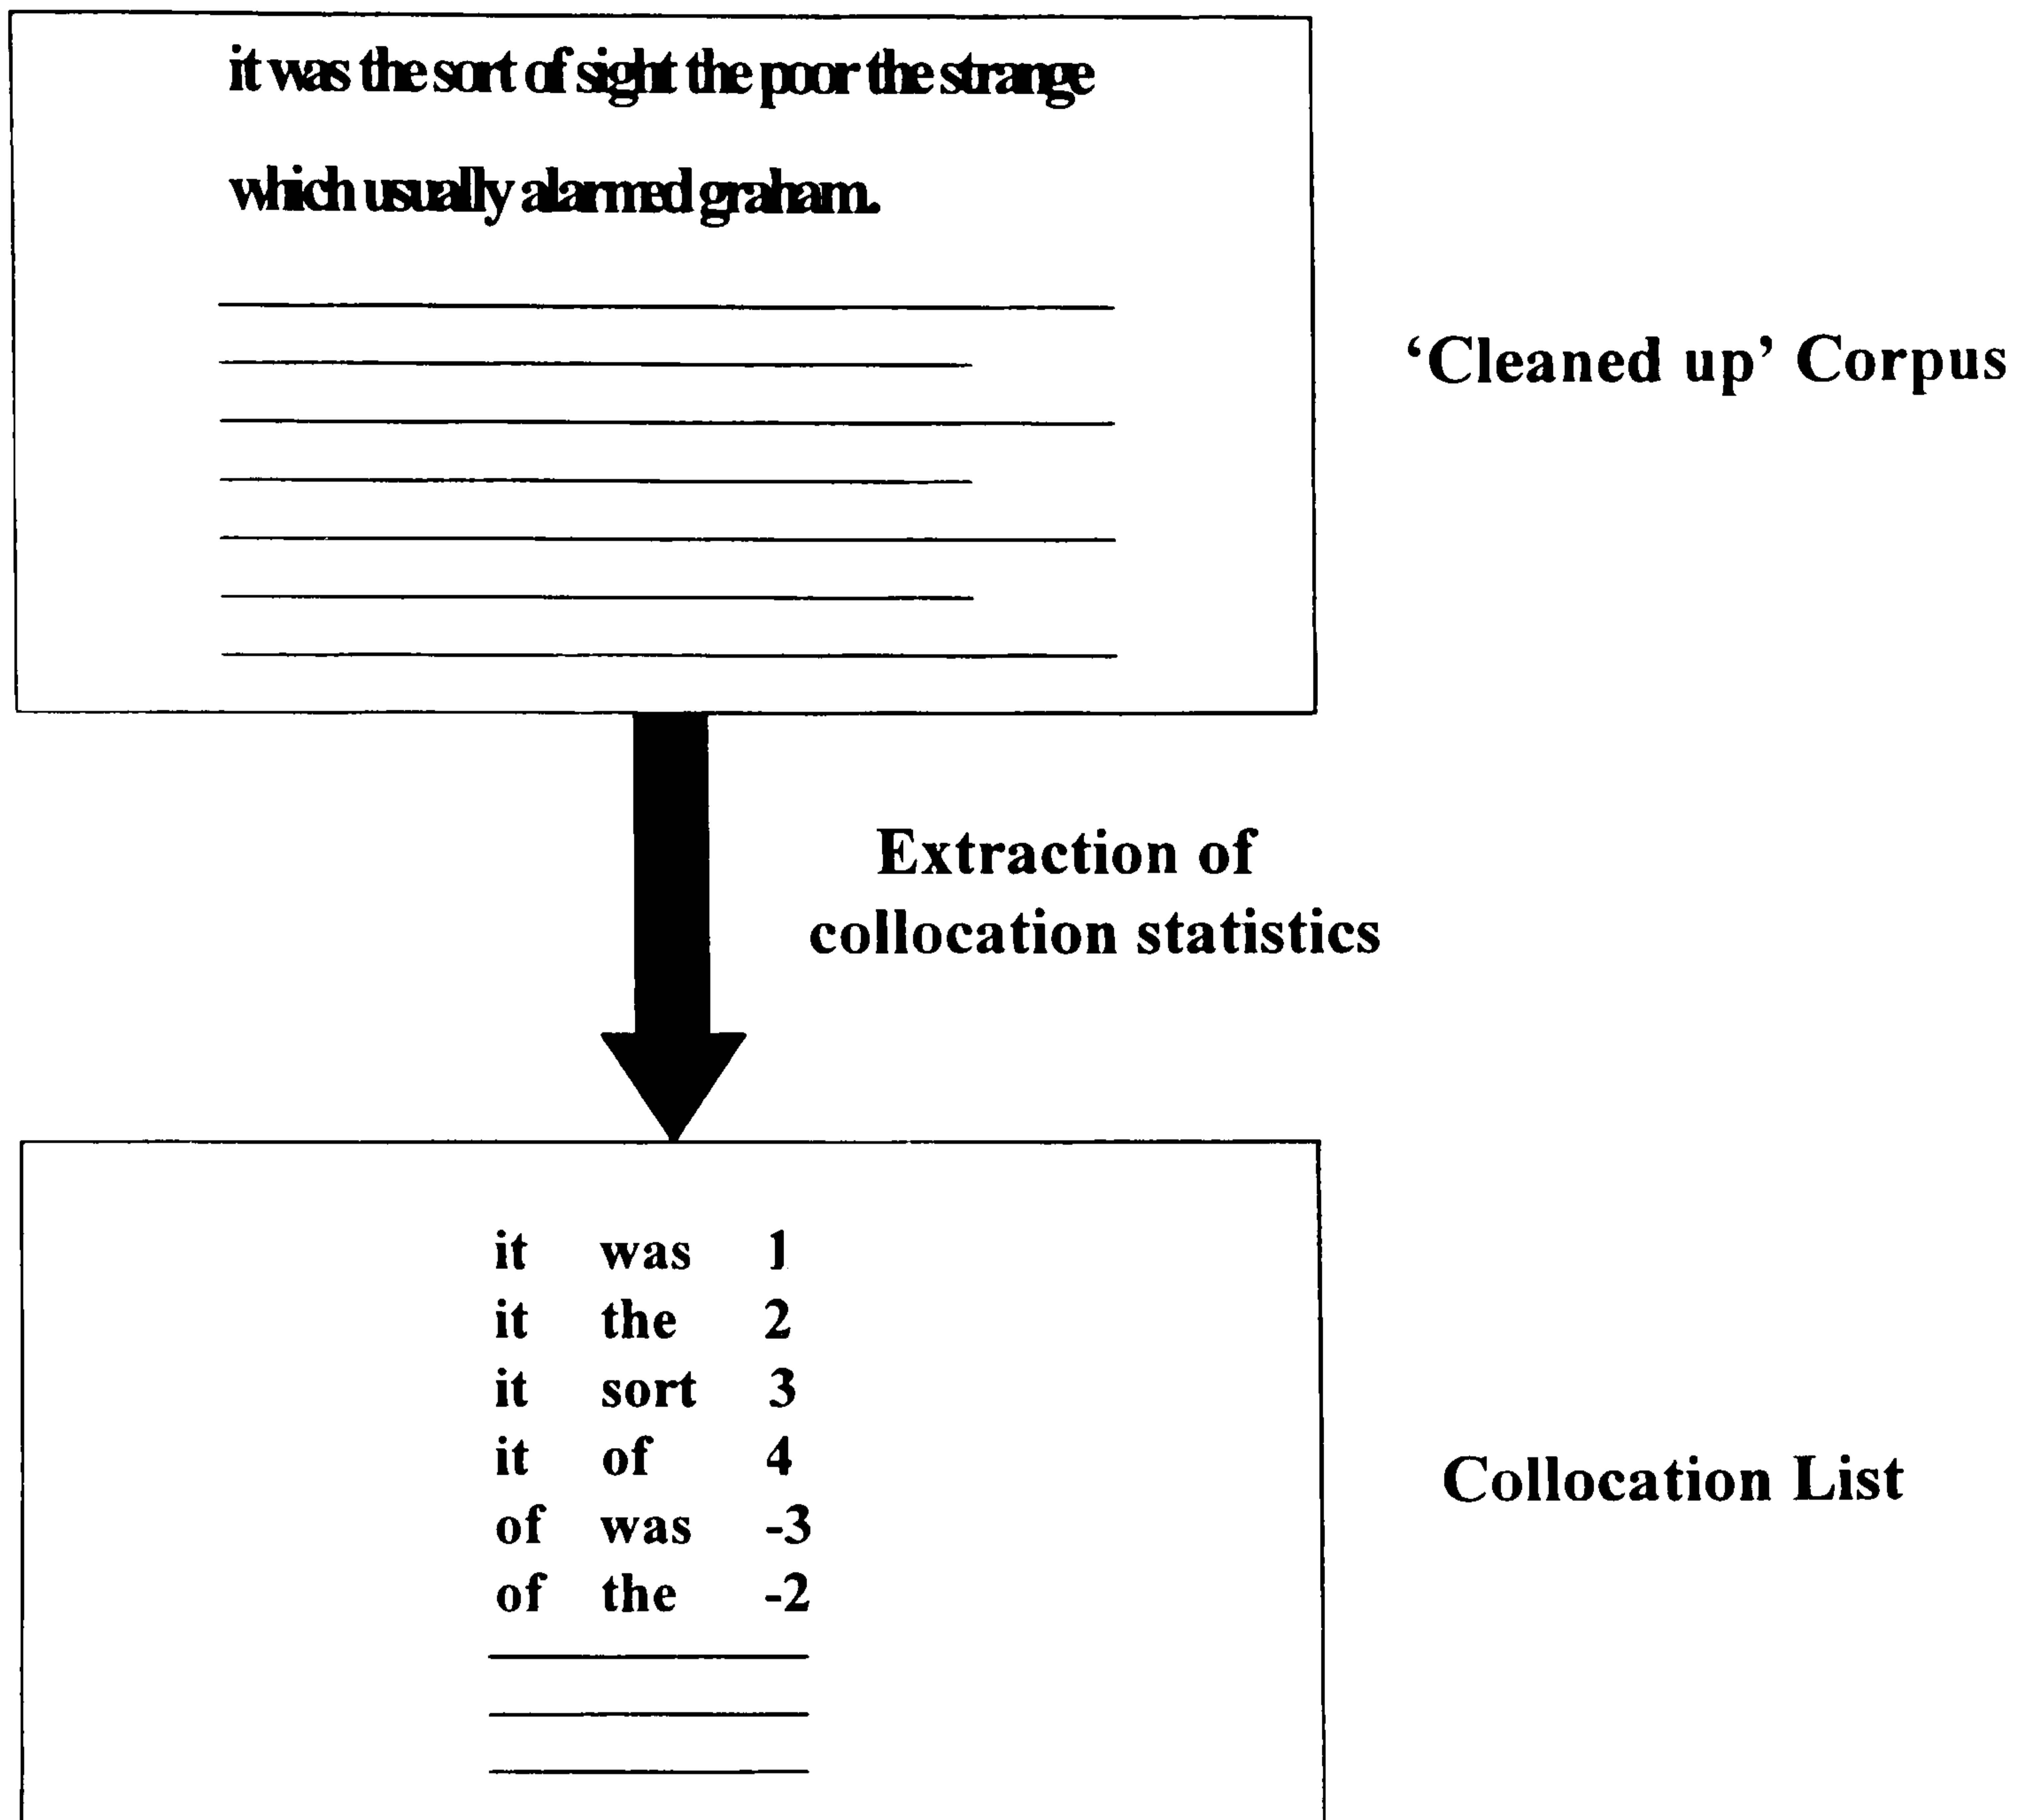 it was the sort of sight the poor the strange
which usually alarmed graham.
‘Cleaned up’ Corpus
Extraction of
collocation statistics
it was 1
it the 2
it sort 3
it of 4
of was -3
of the -2
Collocation List